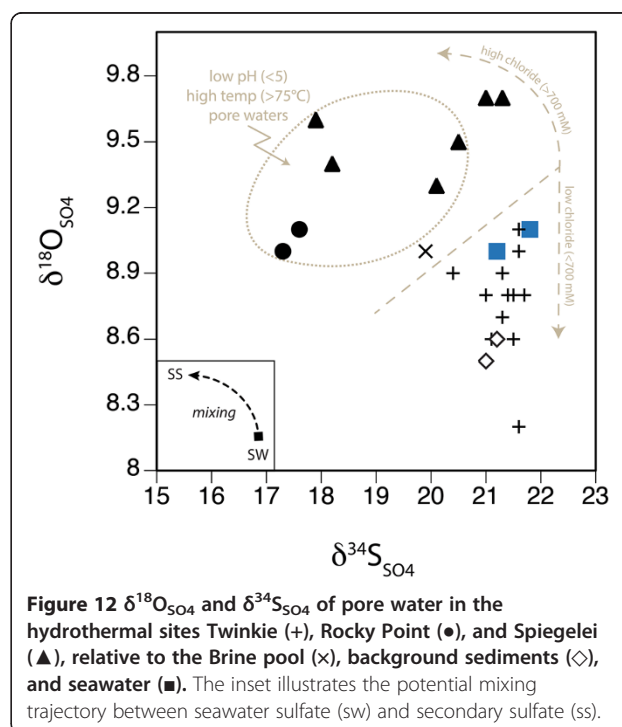 9.8
9.5
9.2
8.9
8.6
8.3
8
δ18OSO4
low pH (<5)
high temp (>75°C)
pore waters
high chloride (>700 mM)
low chloride (<700 mM)
SS
mixing
SW
15 16 17 18 19 20 21 22 23
δ34SSO4
Figure 12 δ18OSO4 and δ34SSO4 of pore water in the
hydrothermal sites Twinkie (+), Rocky Point (●), and Spiegelei
(▲), relative to the Brine pool (×), background sediments (◇),
and seawater (■). The inset illustrates the potential mixing
trajectory between seawater sulfate (sw) and secondary sulfate (ss).